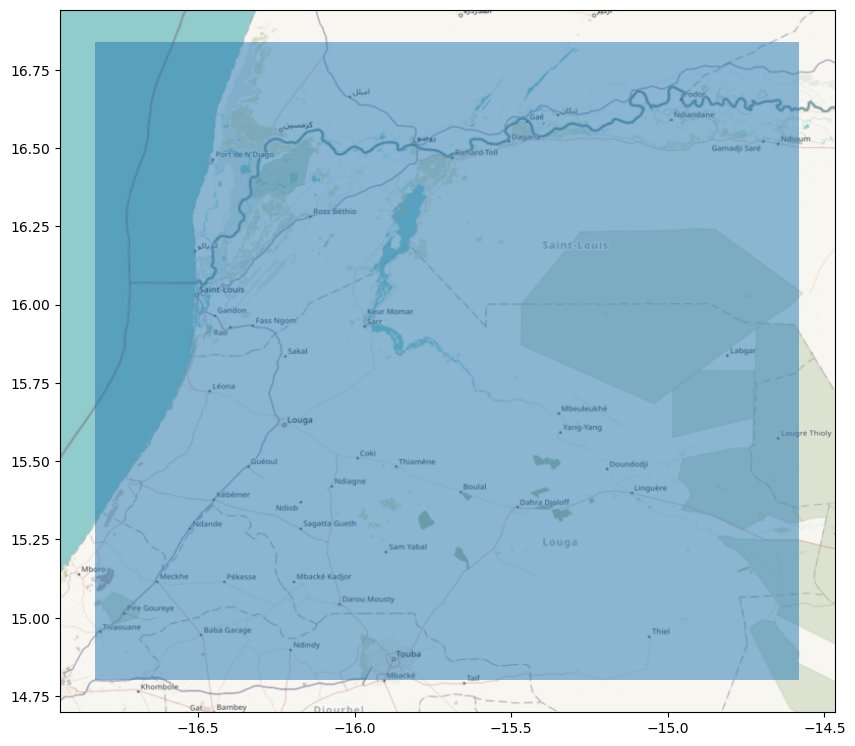 16.75
16.50
16.25
16.00
15.75
15.50
15.25
15.00
14.75
امبلل
Podor
Gaé
تيكان
Ndiandane
كرمسين
روصو
Dagana
Ndioum
Gamadji Saré
Port de N'Diago
Richard-Toll
Ross Béthio
Saint-Louis
Saint-Louis
Gandon
Fass Ngom
Rao
Keur Momar
Sarr
Sakal
Labgar
Léona
Mbeuleukhé
Louga
Yang-Yang
Lougré Thioly
Coki
Guéoul
Thiamène
Doundodji
Ndiagne
Boulal
Linguère
Kébémer
Ndiob
Dahra Djoloff
Ndande
Sagatta Gueth
Louga
Sam Yabal
Mboro
Meckhe
Pékesse
Mbacké Kadjor
Darou Mousty
Pire Goureye
Tivaouane
Baba Garage
Thiel
Ndindy
Touba
Mbacké
Taïf
Khombole
Gat
Bambey
Diourbel
−16.5
−16.0
−15.5
−15.0
−14.5